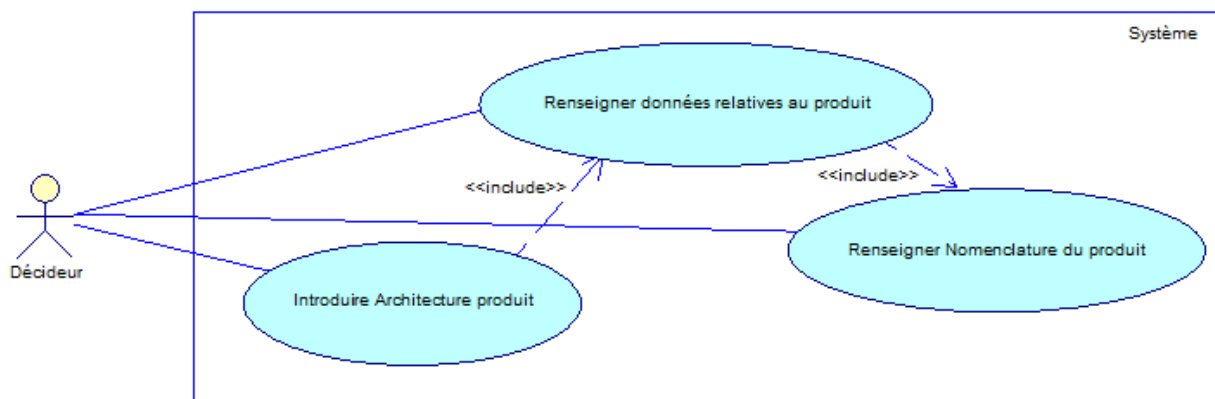 Système
Renseigner données relatives au produit
<<include>>
<<include>>
Renseigner Nomenclature du produit
Décideur
Introduire Architecture produit